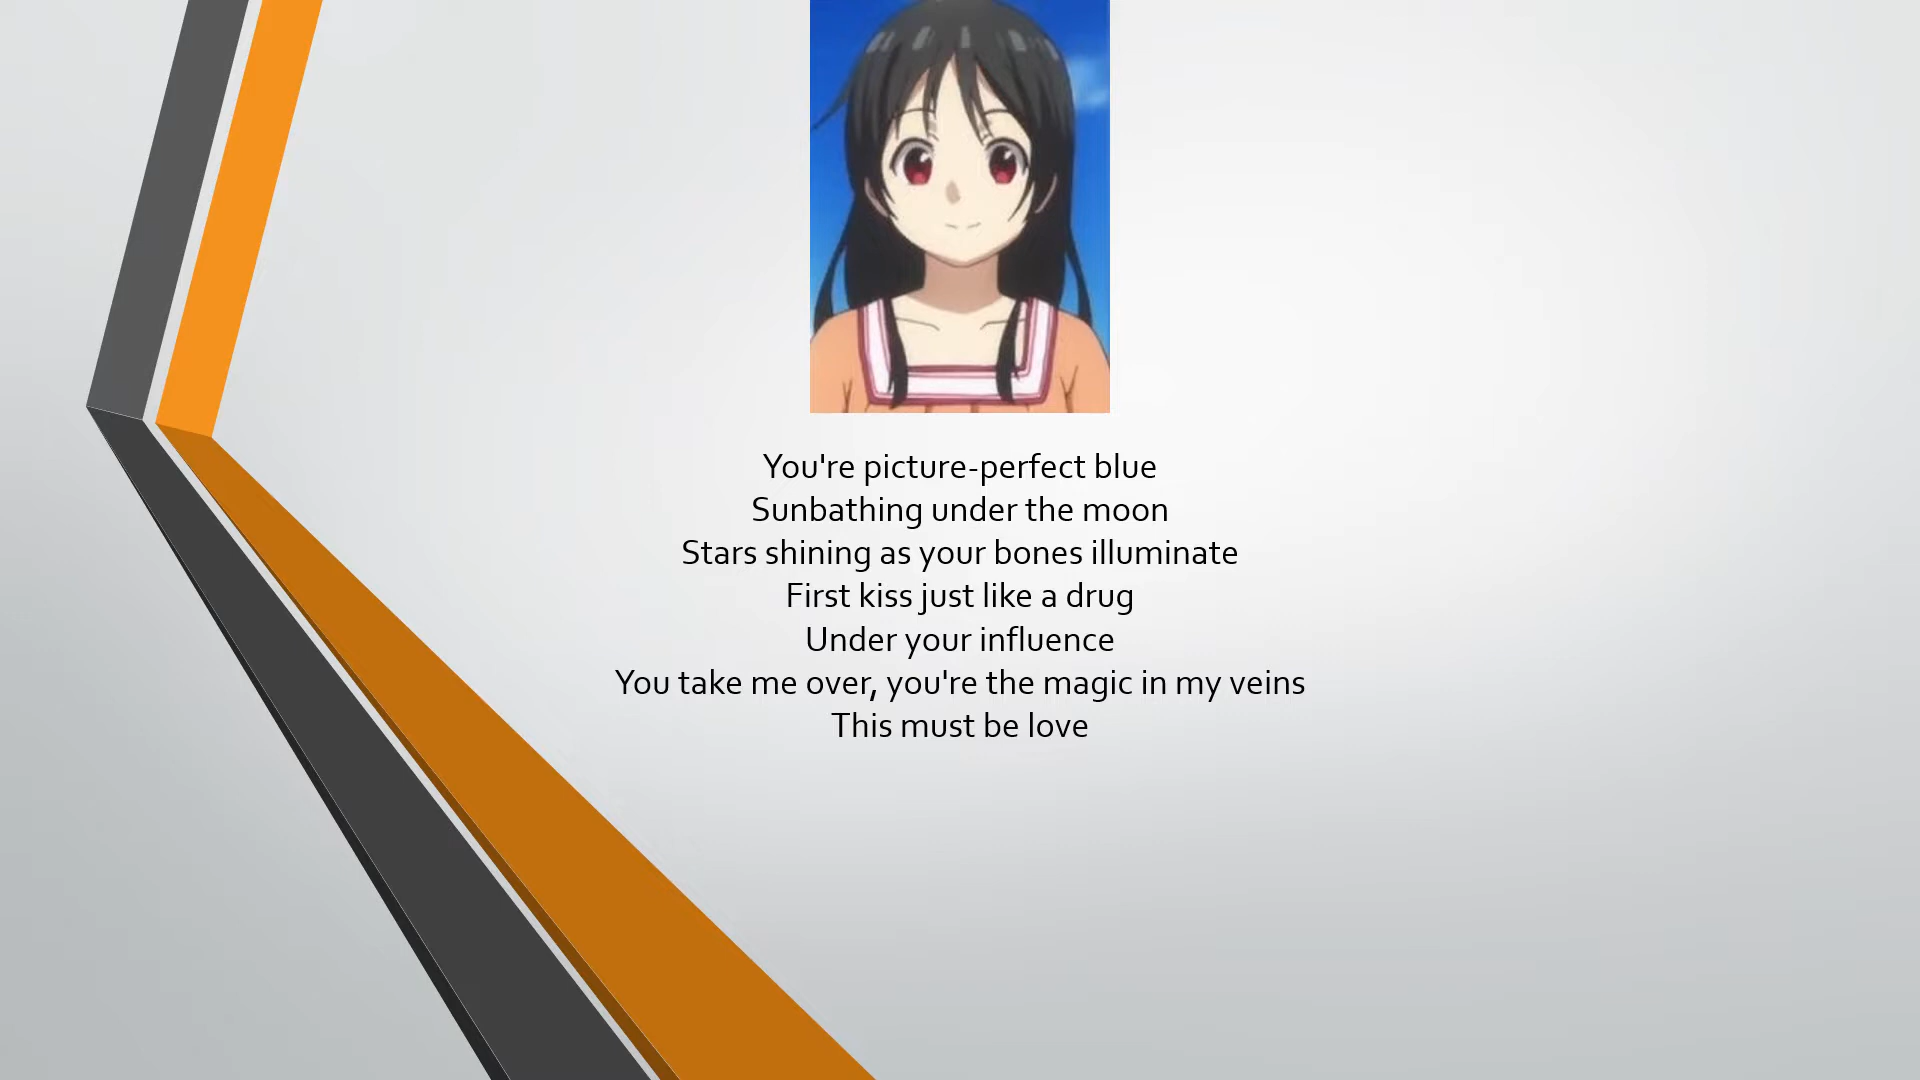 You're picture-perfect blue
Sunbathing under the moon
Stars shining as your bones illuminate
First kiss just like a drug
Under your influence
You take me over, you're the magic in my veins
This must be love